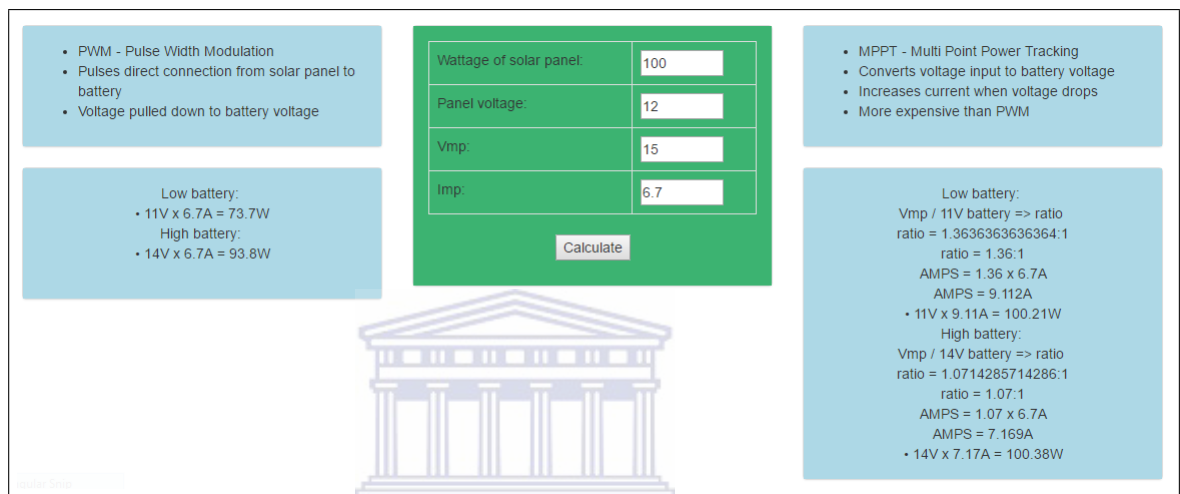 • PWM - Pulse Width Modulation
• Pulses direct connection from solar panel to
battery
• Voltage pulled down to battery voltage
Low battery:
• 11V x 6.7A = 73.7W
High battery:
• 14V x 6.7A = 93.8W
Wattage of solar panel: 100
Panel voltage: 12
Vmp: 15
Imp: 6.7
Calculate
• MPPT - Multi Point Power Tracking
• Converts voltage input to battery voltage
• Increases current when voltage drops
• More expensive than PWM
Low battery:
Vmp / 11V battery => ratio
ratio = 1.3636363636364:1
ratio = 1.36:1
AMPS = 1.36 x 6.7A
AMPS = 9.112A
• 11V x 9.11A = 100.21W
High battery:
Vmp / 14V battery => ratio
ratio = 1.0714285714286:1
ratio = 1.07:1
AMPS = 1.07 x 6.7A
AMPS = 7.169A
• 14V x 7.17A = 100.38W